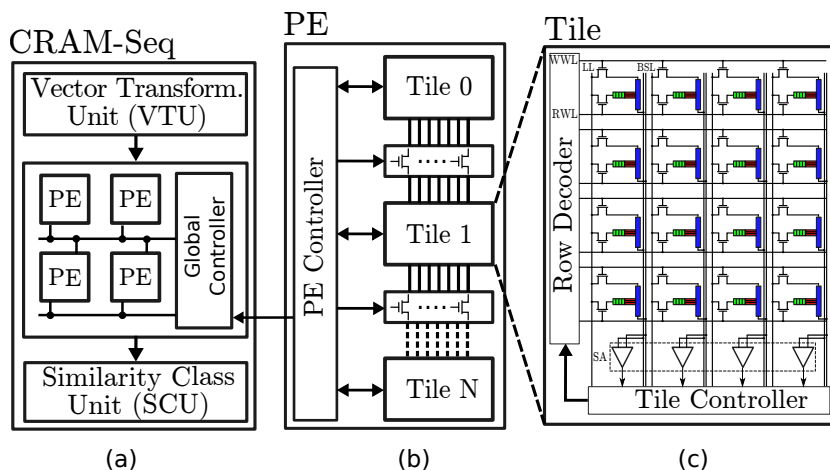 CRAM-Seq
Vector Transform.
Unit (VTU)
PE
PE
PE
PE
Global
Controller
Similarity Class
Unit (SCU)
(a)
PE
PE Controller
Tile 0
Tile 1
Tile N
(b)
Tile
WWL
LL
BSL
RWL
Row Decoder
SA
Tile Controller
(c)